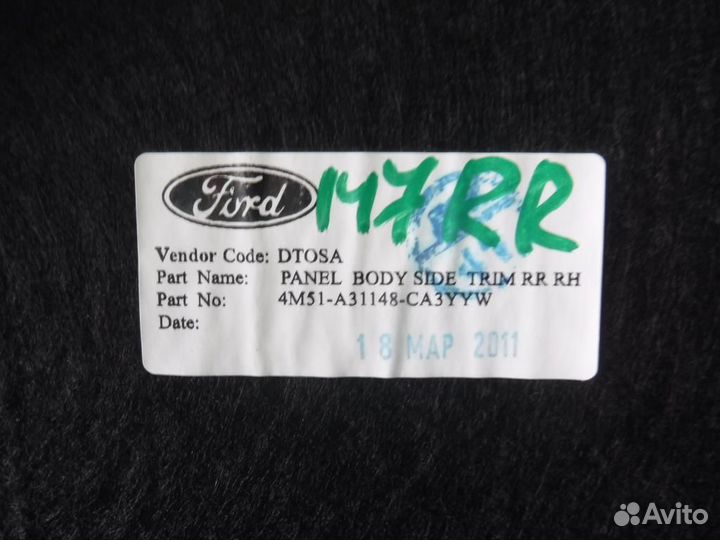 Ford 147RR
Vendor Code: DTOSA
Part Name: PANEL BODY SIDE TRIM RR RH
Part No: 4M51-A31148-CA3YYW
Date:
18 МАР 2011
Avito